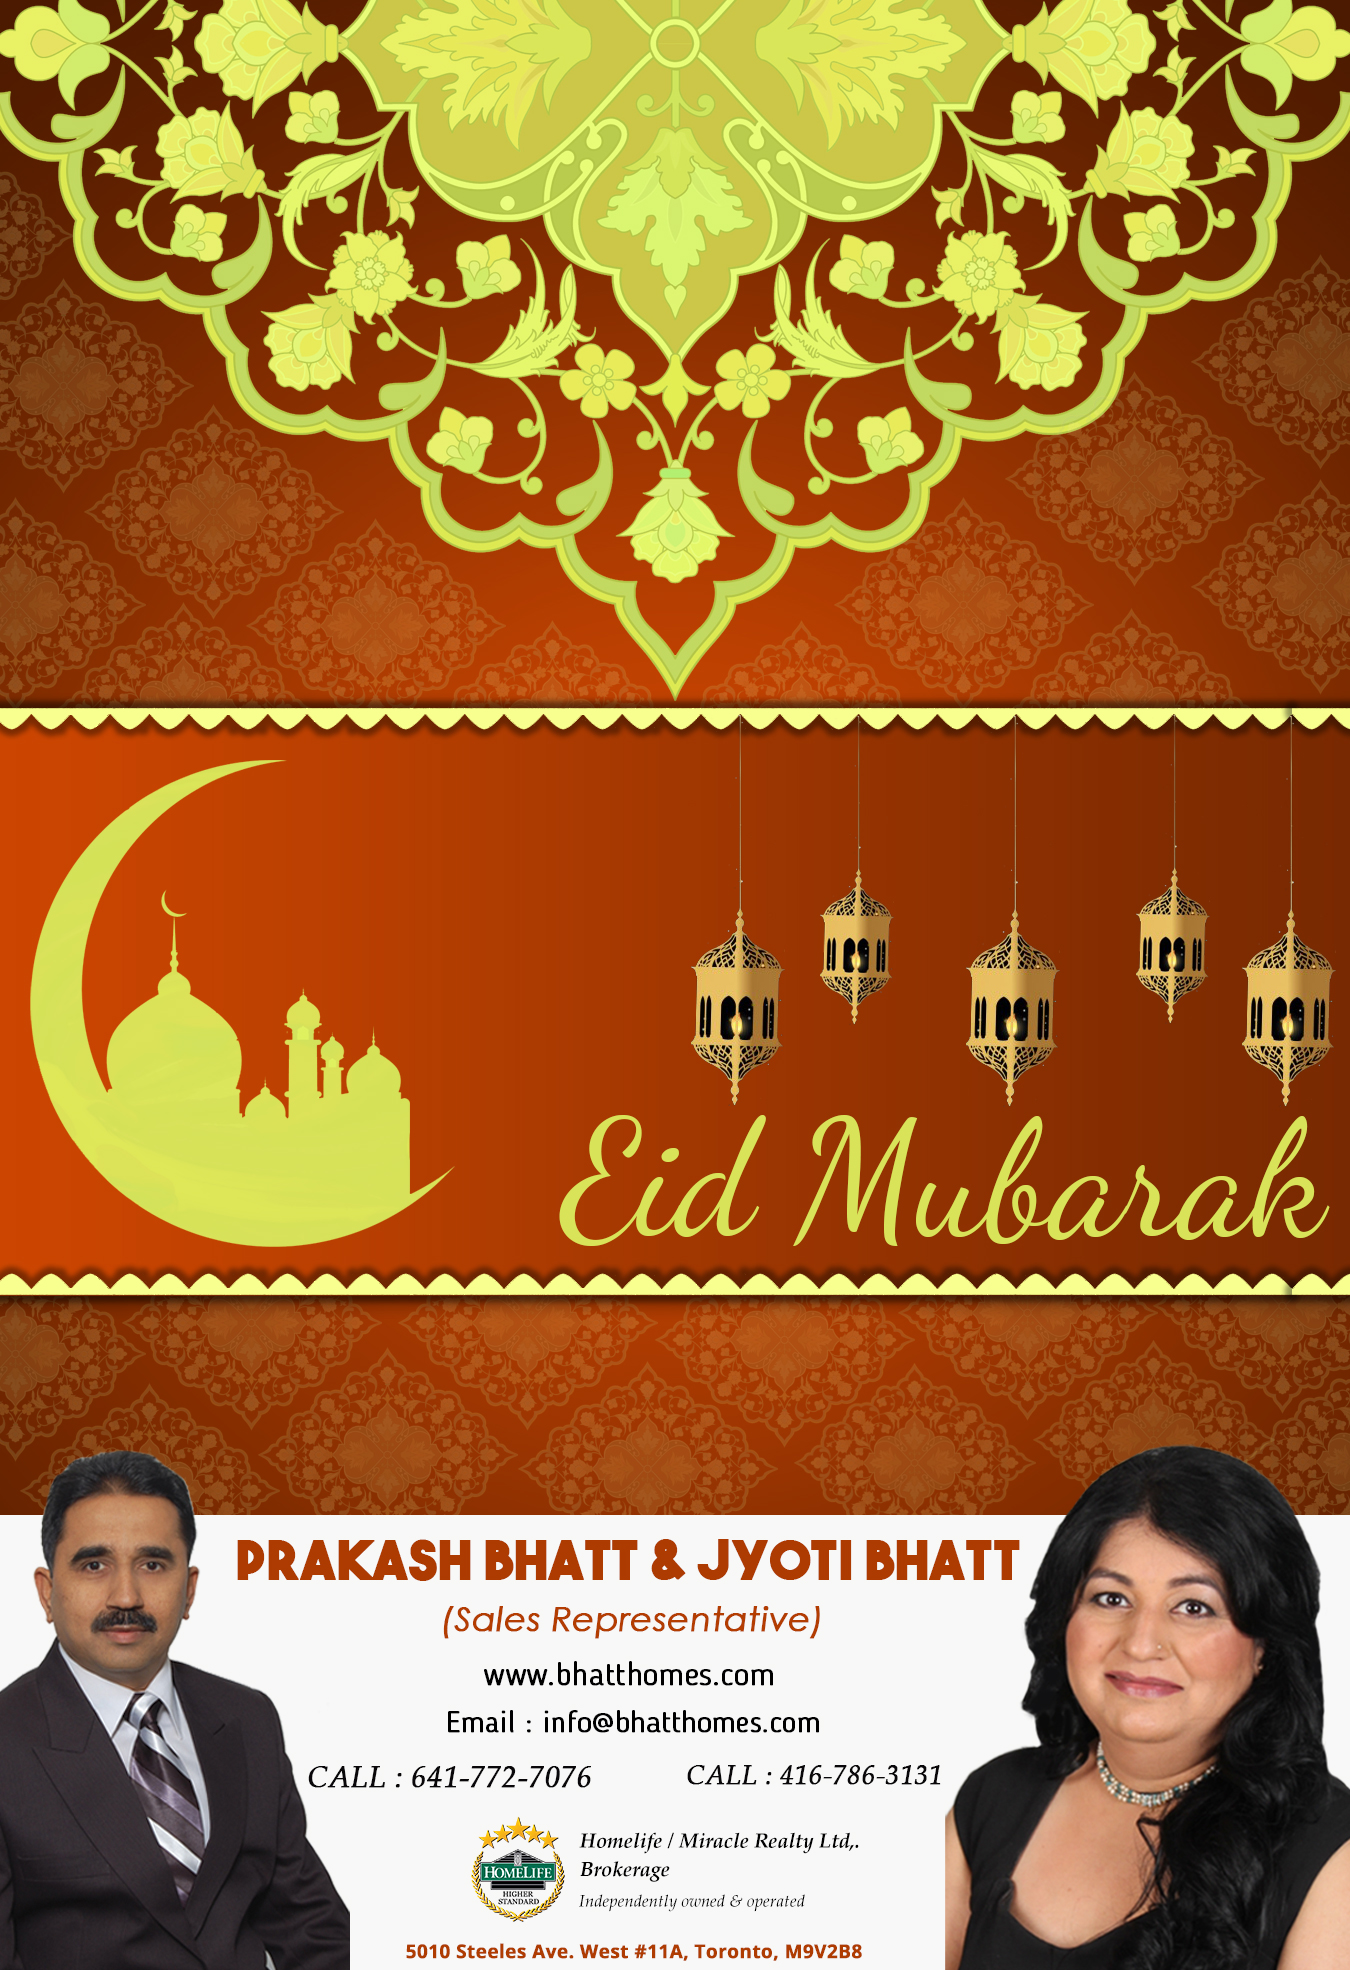 Eid Mubarak
PRAKASH BHATT & JYOTI BHATT
(Sales Representative)
www.bhatthomes.com
Email : info@bhatthomes.com
CALL : 641-772-7076
CALL : 416-786-3131
HOMELIFE
HIGHER
STANDARD
Homelife / Miracle Realty Ltd,.
Brokerage
Independently owned & operated
5010 Steeles Ave. West #11A, Toronto, M9V2B8